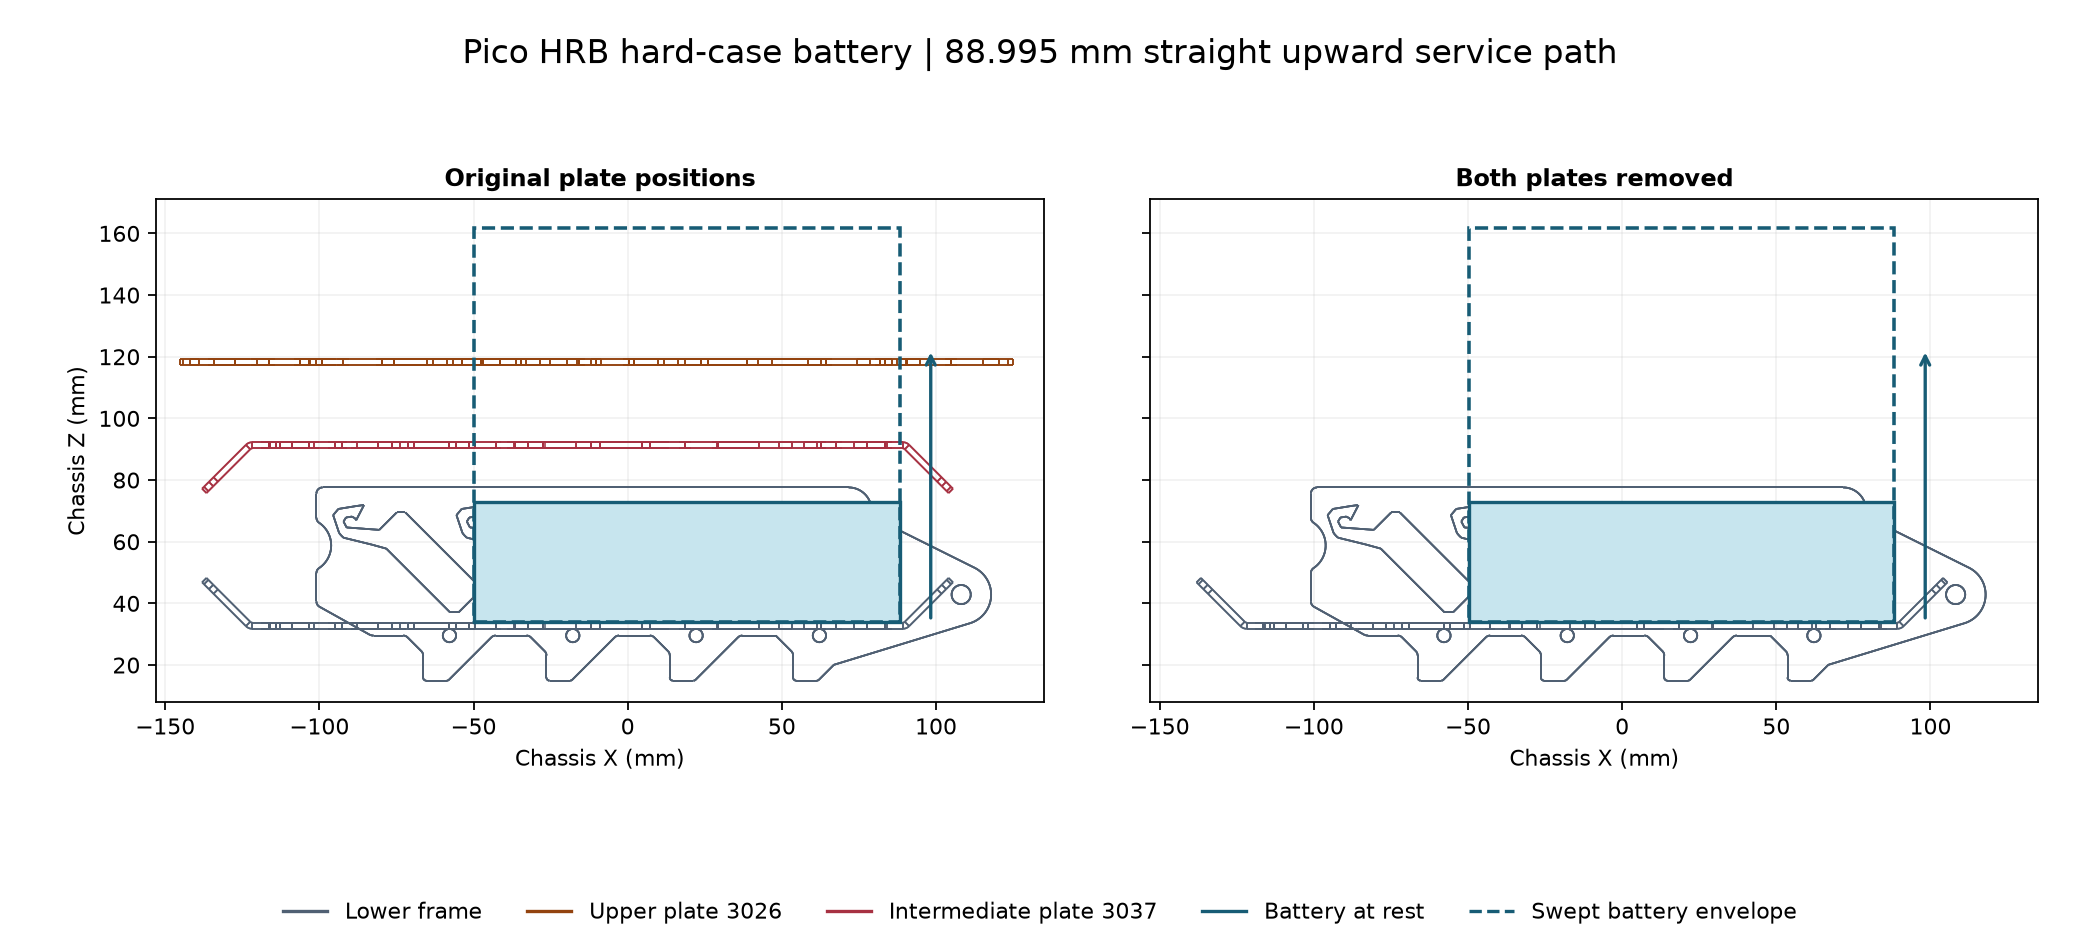 Pico HRB hard-case battery | 88.995 mm straight upward service path
Original plate positions
Both plates removed
Chassis Z (mm)
160
140
120
100
80
60
40
20
−150
−100
−50
0
50
100
−150
−100
−50
0
50
100
Chassis X (mm)
Chassis X (mm)
Lower frame
Upper plate 3026
Intermediate plate 3037
Battery at rest
Swept battery envelope